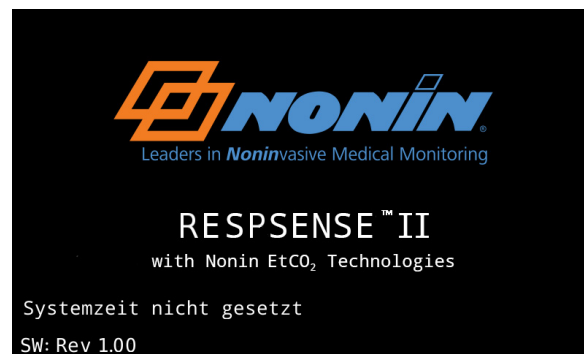 NONIN®
Leaders in Noninvasive Medical Monitoring
RESPSENSE™II
with Nonin EtCO₂ Technologies
Systemzeit nicht gesetzt
SW: Rev 1.00